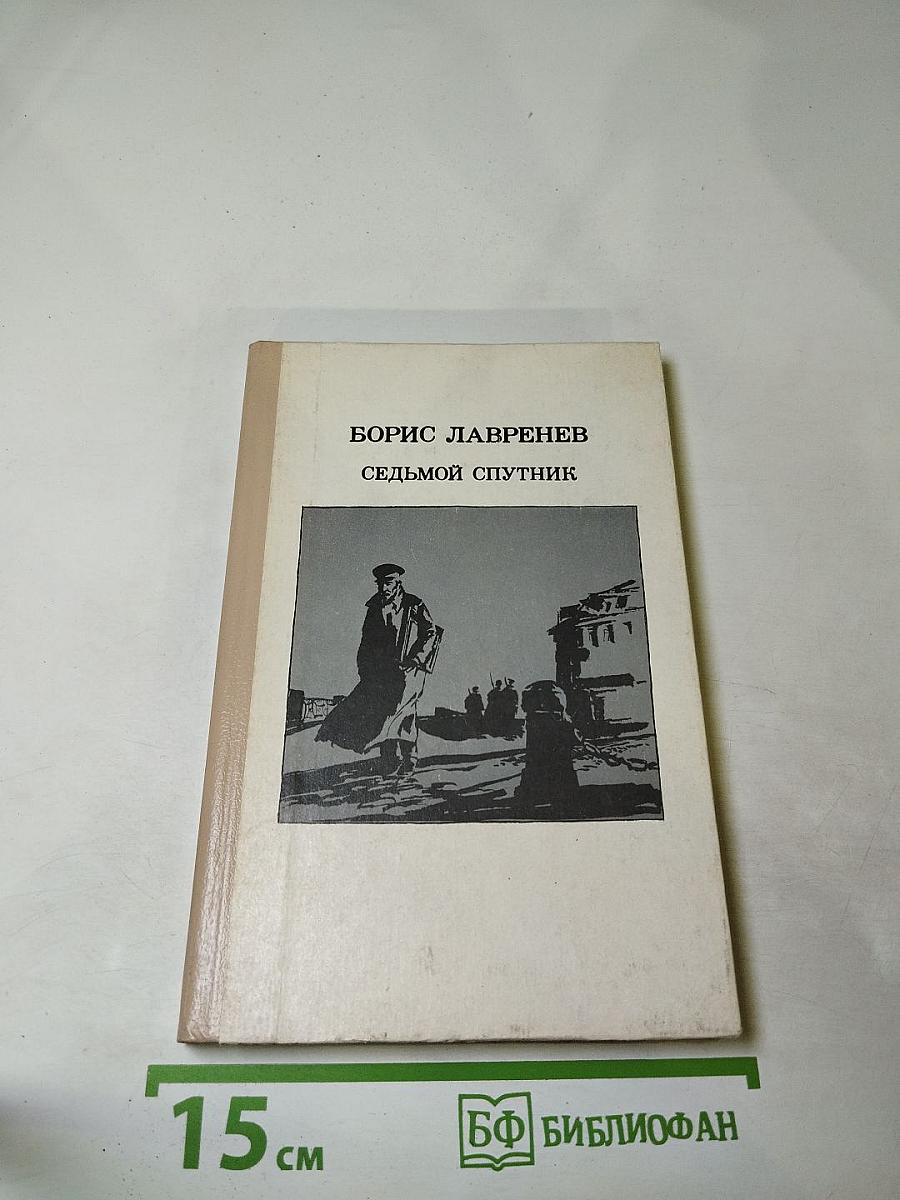 БОРИС ЛАВРЕНЕВ
СЕДЬМОЙ СПУТНИК
15 см
БФ БИБЛИОФАН